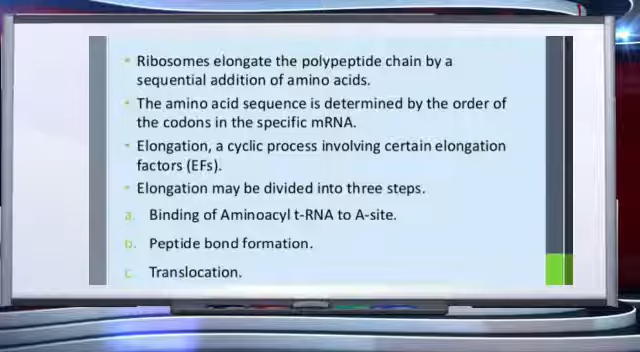 Ribosomes elongate the polypeptide chain by a
sequential addition of amino acids.
The amino acid sequence is determined by the order of
the codons in the specific mRNA.
Elongation, a cyclic process involving certain elongation
factors (EFs).
Elongation may be divided into three steps.
a. Binding of Aminoacyl t-RNA to A-site.
b. Peptide bond formation.
c. Translocation.